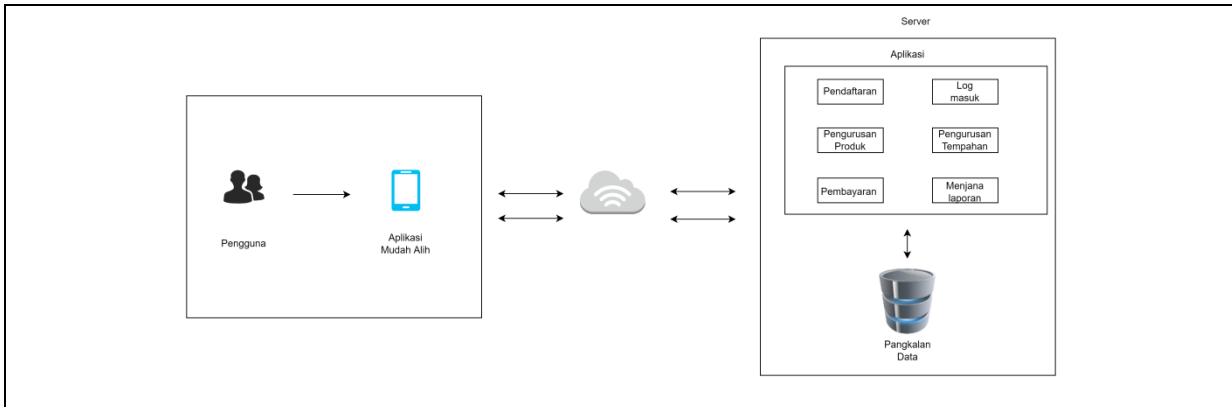 Server
Aplikasi
Pendaftaran
Log
masuk
Pengurusan
Produk
Pengurusan
Tempahan
Pembayaran
Menjana
laporan
Pengguna
Aplikasi
Mudah Alih
Pangkalan
Data